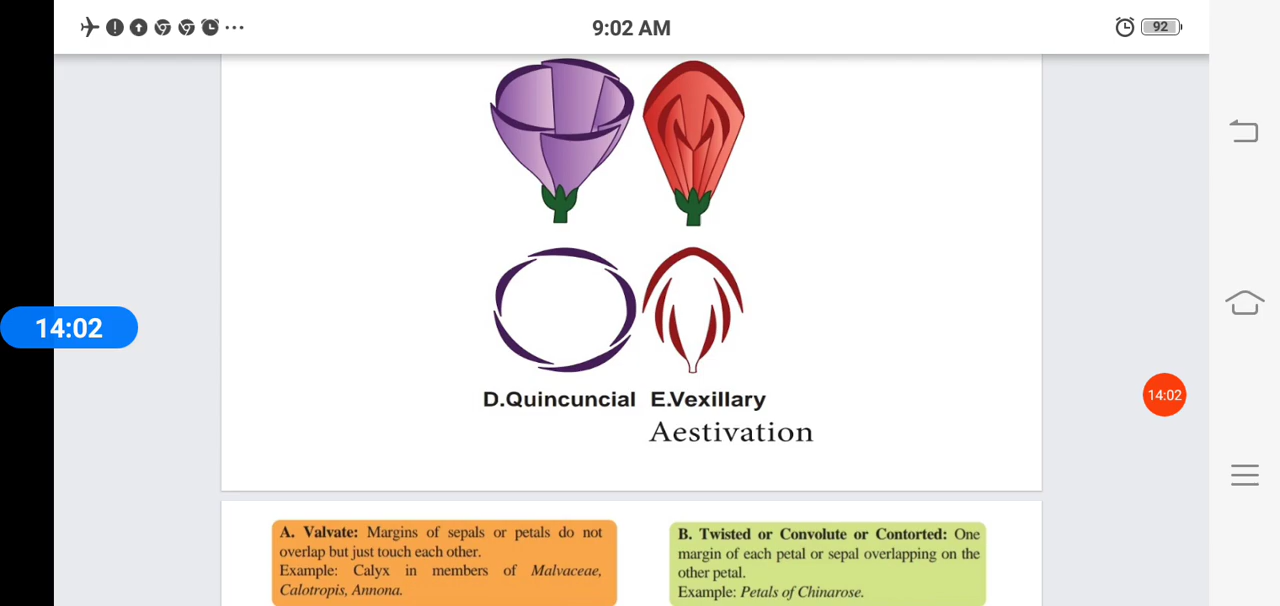 9:02 AM
92
14:02
14:02
D.Quincuncial E.Vexillary
Aestivation
A. Valvate: Margins of sepals or petals do not
overlap but just touch each other.
Example: Calyx in members of Malvaceae,
Calotropis, Annona.
B. Twisted or Convolute or Contorted: One
margin of each petal or sepal overlapping on the
other petal.
Example: Petals of Chinarose.